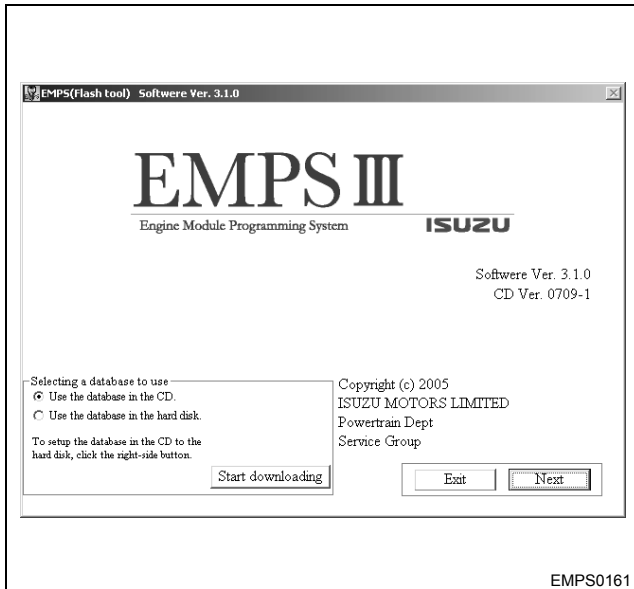 EMPS(Flash tool) Softwere Ver. 3.1.0
EMPS III
Engine Module Programming System
ISUZU
Softwere Ver. 3.1.0
CD Ver. 0709-1
Selecting a database to use
Use the database in the CD.
Use the database in the hard disk.
To setup the database in the CD to the
hard disk, click the right-side button.
Start downloading
Copyright (c) 2005
ISUZU MOTORS LIMITED
Powertrain Dept
Service Group
Exit
Next
EMPS0161